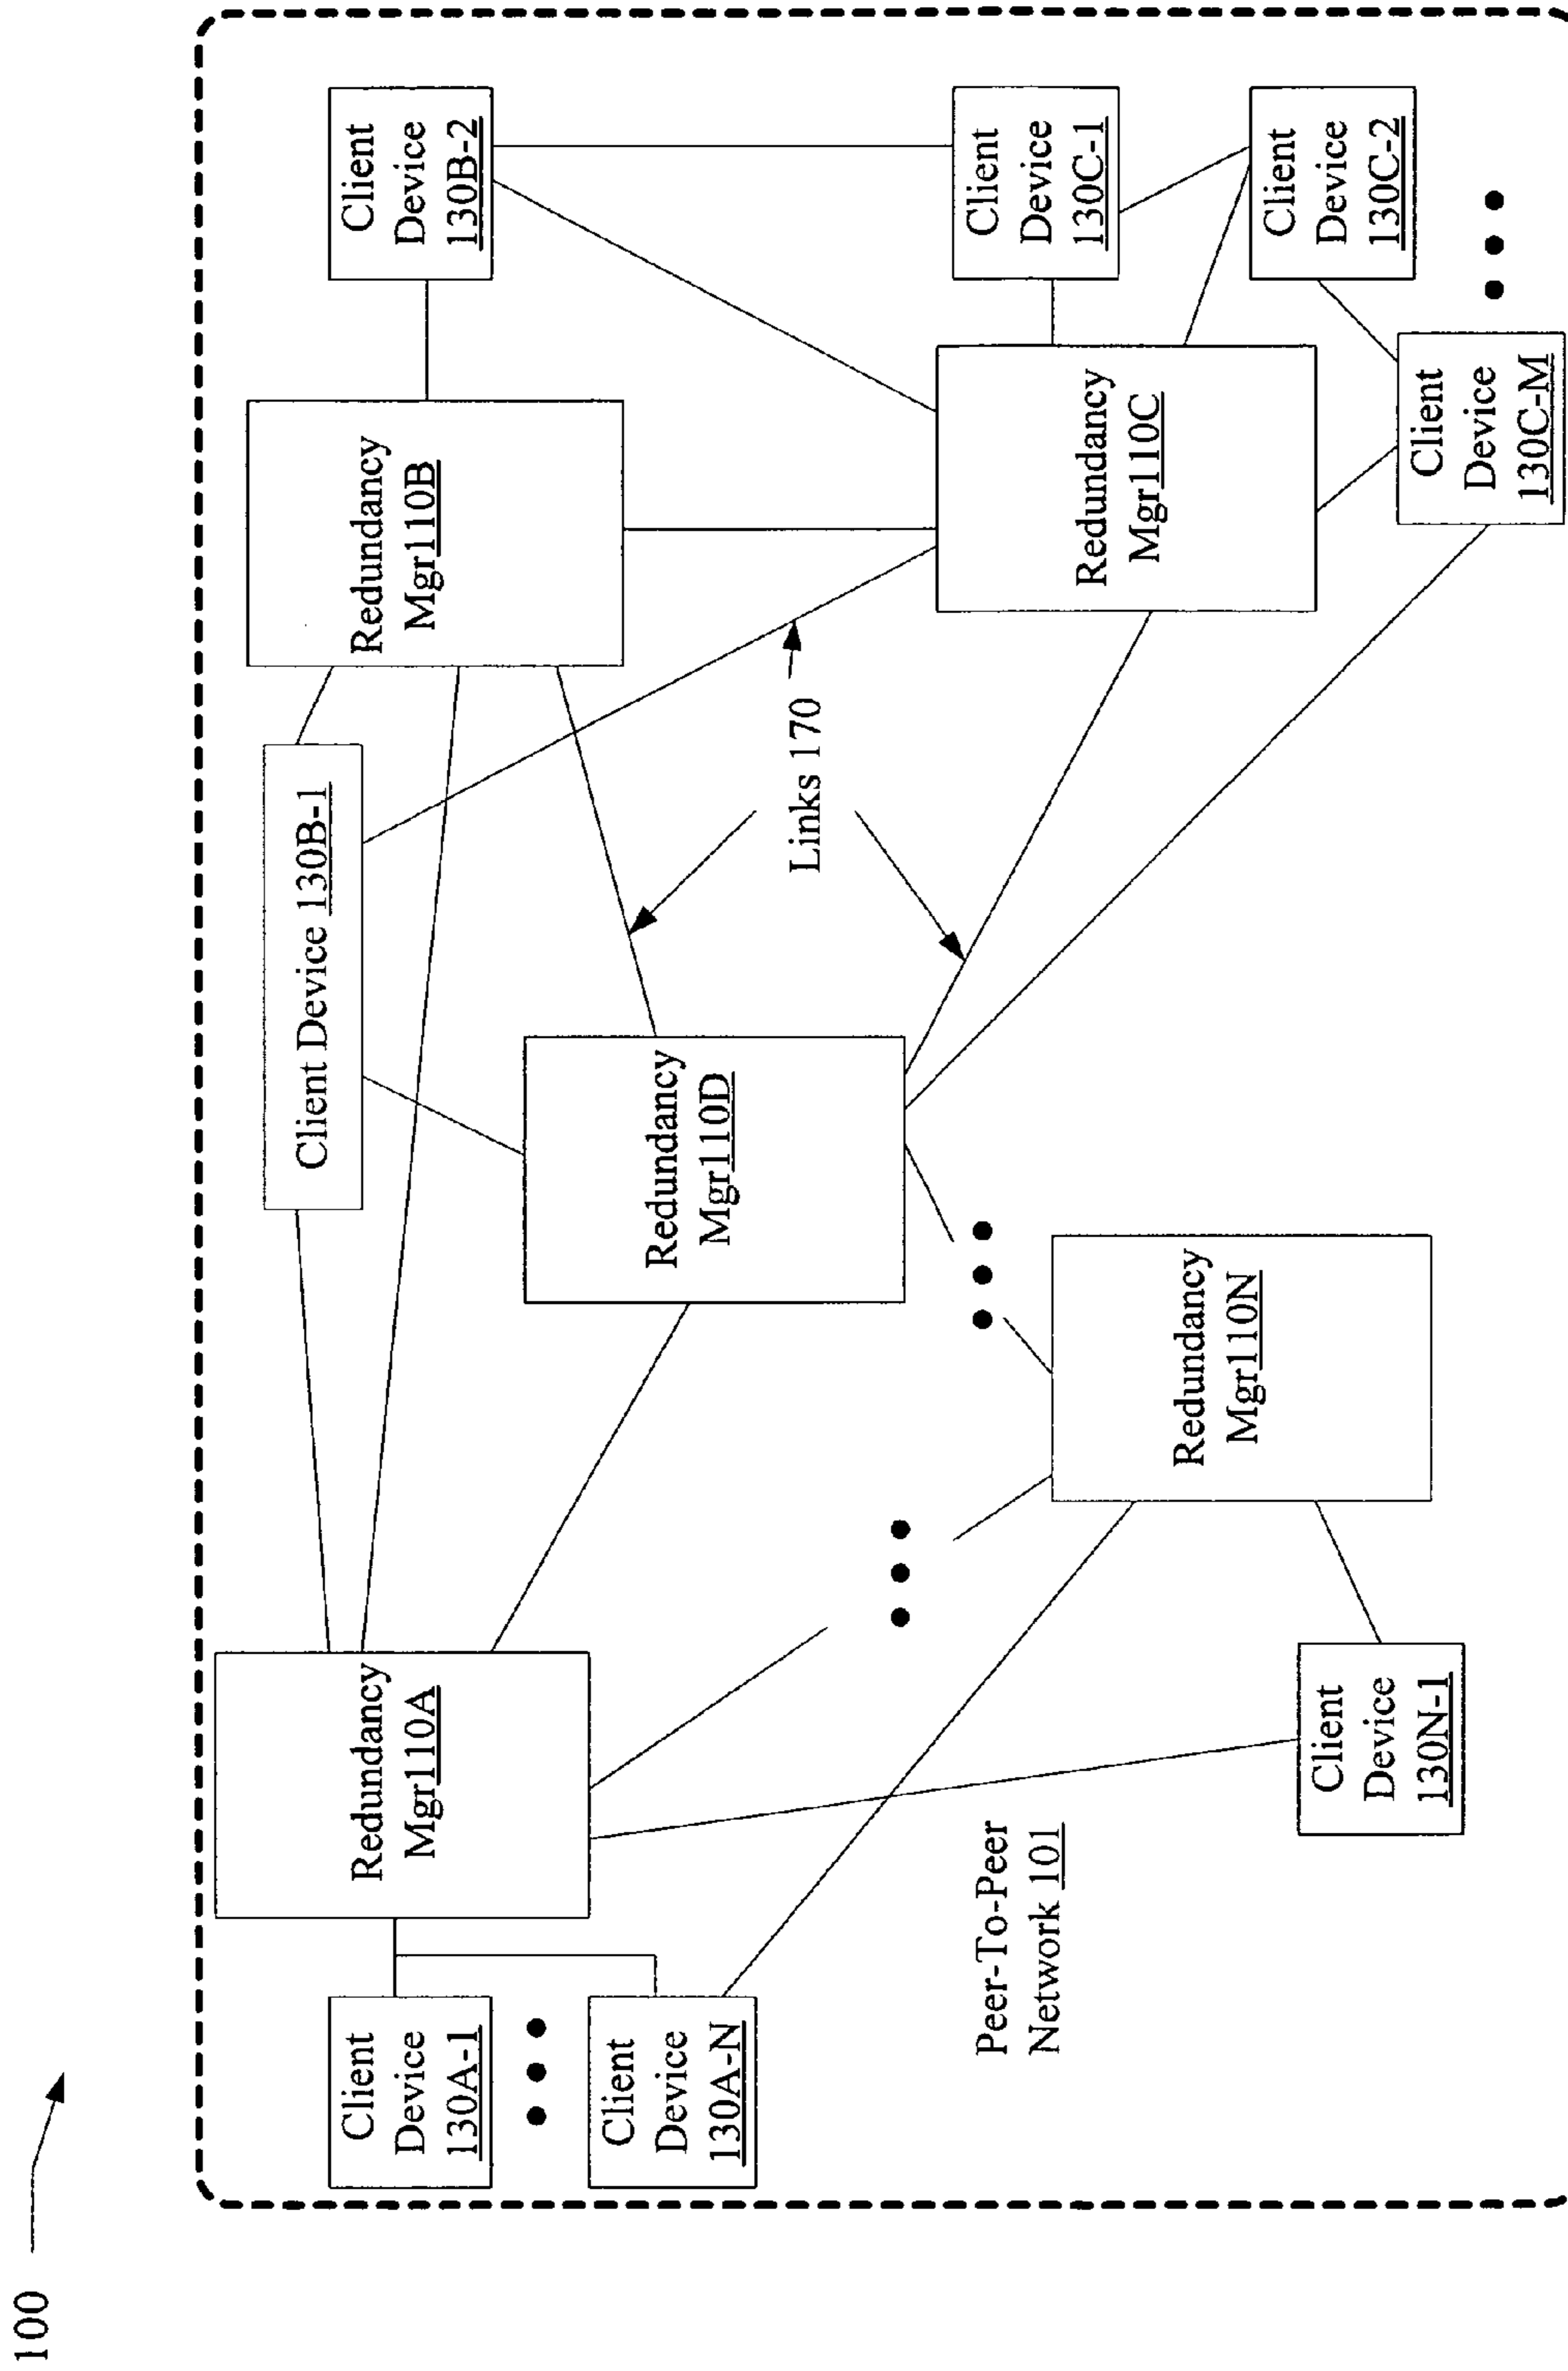 100
Client
Device
130A-1
Client
Device
130A-N
Redundancy
Mgr110A
Client Device 130B-1
Redundancy
Mgr110B
Client
Device
130B-2
Redundancy
Mgr110D
Links 170
Redundancy
Mgr110C
Client
Device
130C-1
Client
Device
130C-2
Client
Device
130C-M
Redundancy
Mgr110N
Client
Device
130N-1
Peer-To-Peer
Network 101